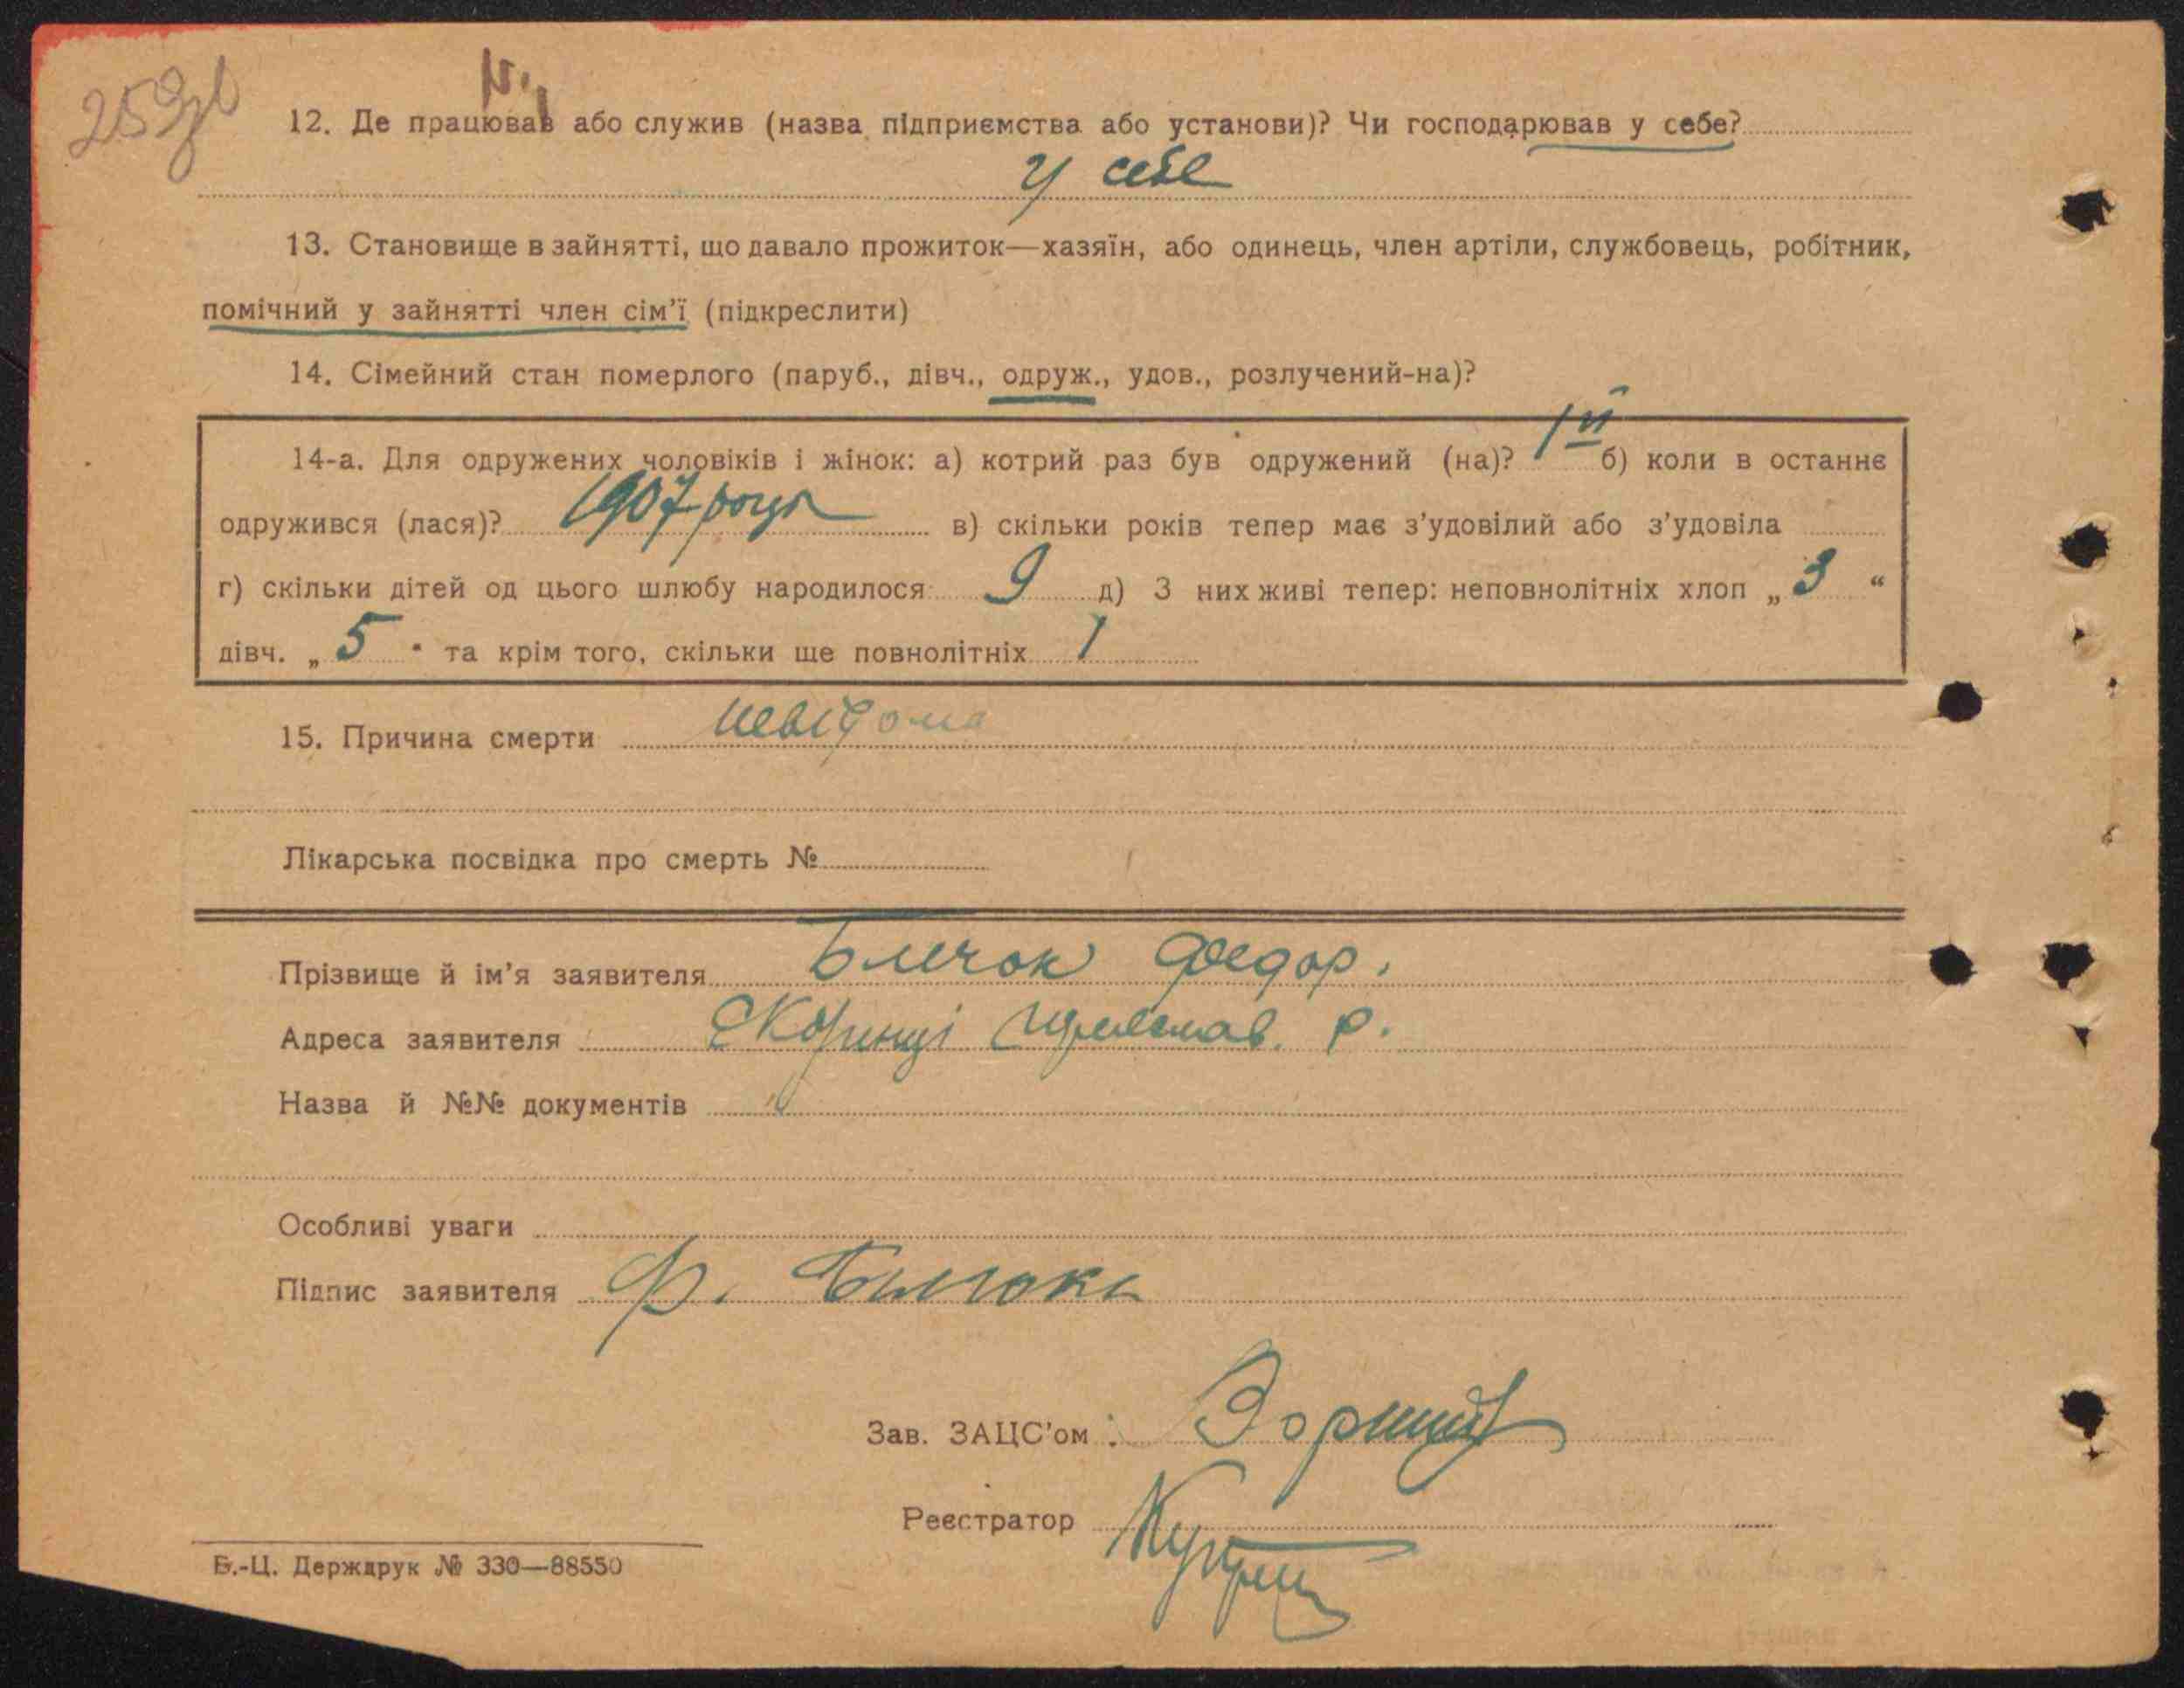 259зв
12. Де працював або служив (назва підприємства або установи)? Чи господарював у себе?
у себе
13. Становище в зайнятті, що давало прожиток—хазяїн, або одинець, член артіли, службовець, робітник,
помічний у зайнятті член сім’ї (підкреслити)
14. Сімейний стан померлого (паруб., дівч., одруж., удов., розлучений-на)?
14-а. Для одружених чоловіків і жінок: а) котрий раз був одружений (на)? 1й б) коли в останнє
одружився (лася)? 1907 році в) скільки років тепер має з’удовілий або з’удовіла
г) скільки дітей од цього шлюбу народилося: 9 д) З них живі тепер: неповнолітніх хлоп „ 3 “
дівч. „ 5 “ та крім того, скільки ще повнолітніх 1
15. Причина смерти невідома
Лікарська посвідка про смерть №
Прізвище й ім’я заявителя Бличок Федор.
Адреса заявителя р.
Назва й №№ документів
Особливі уваги
Підпис заявителя Ф.
Зав. ЗАЦС’ом:
Реєстратор
Б.-Ц. Держдрук № 330—88550